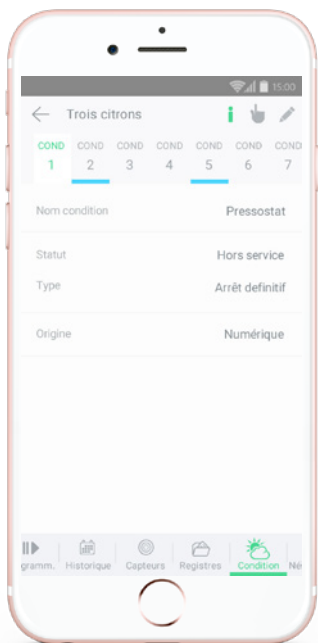 15:00
Trois citrons
COND COND COND COND COND COND COND
1 2 3 4 5 6 7
Nom condition Pressostat
Statut Hors service
Type Arrêt definitif
Origine Numérique
gramm. Historique Capteurs Registres Condition Né